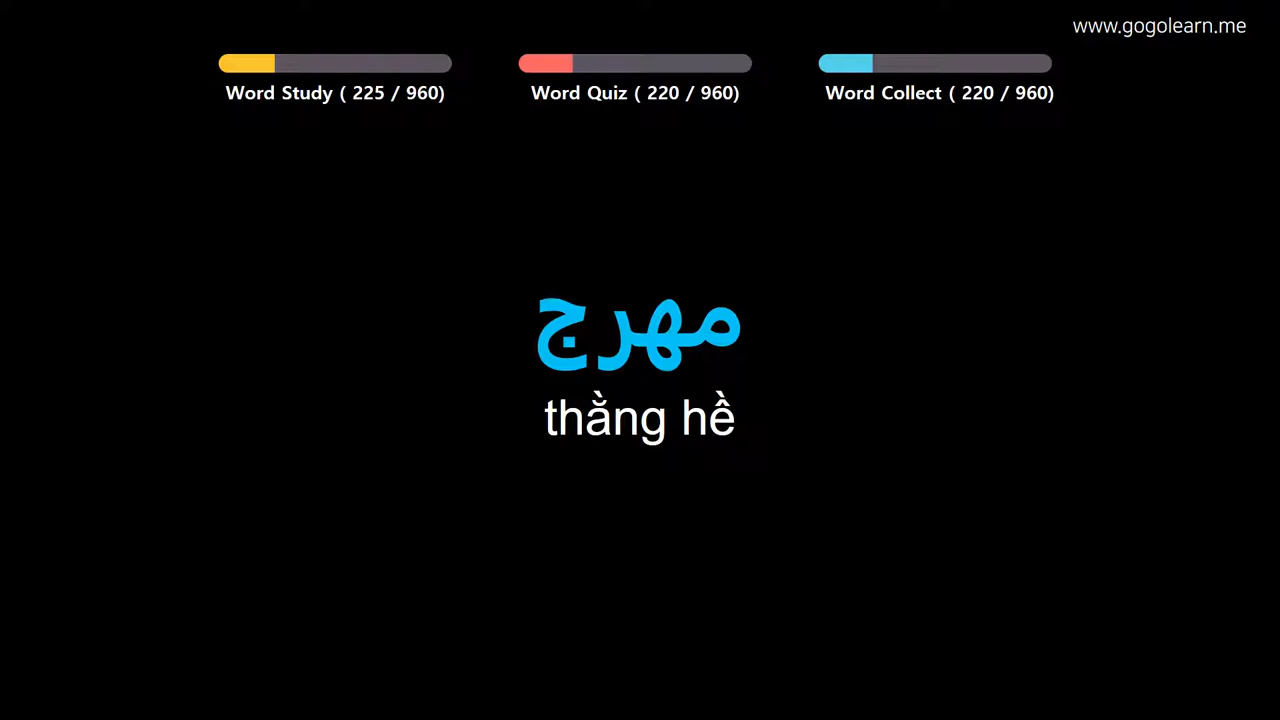 www.gogolearn.me
Word Study ( 225 / 960)
Word Quiz ( 220 / 960)
Word Collect ( 220 / 960)
مهرج
thằng hề